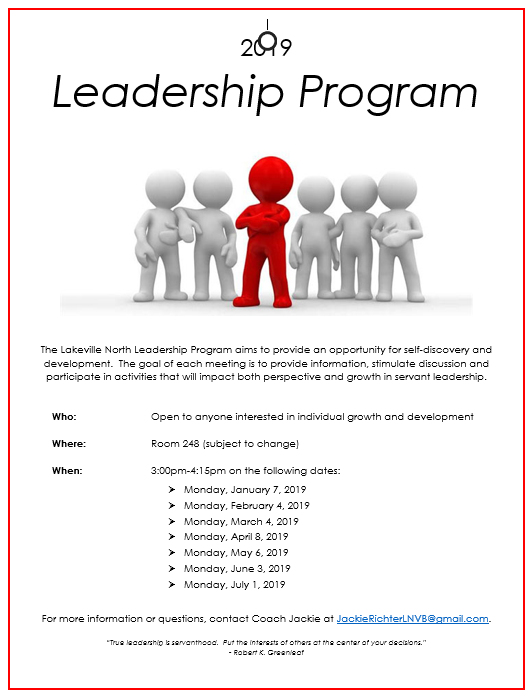 2019
Leadership Program
The Lakeville North Leadership Program aims to provide an opportunity for self-discovery and
development. The goal of each meeting is to provide information, stimulate discussion and
participate in activities that will impact both perspective and growth in servant leadership.
Who: Open to anyone interested in individual growth and development
Where: Room 248 (subject to change)
When: 3:00pm-4:15pm on the following dates:
➢ Monday, January 7, 2019
➢ Monday, February 4, 2019
➢ Monday, March 4, 2019
➢ Monday, April 8, 2019
➢ Monday, May 6, 2019
➢ Monday, June 3, 2019
➢ Monday, July 1, 2019
For more information or questions, contact Coach Jackie at JackieRichterLNVB@gmail.com.
"True leadership is servanthood. Put the interests of others at the center of your decisions."
- Robert K. Greenleaf